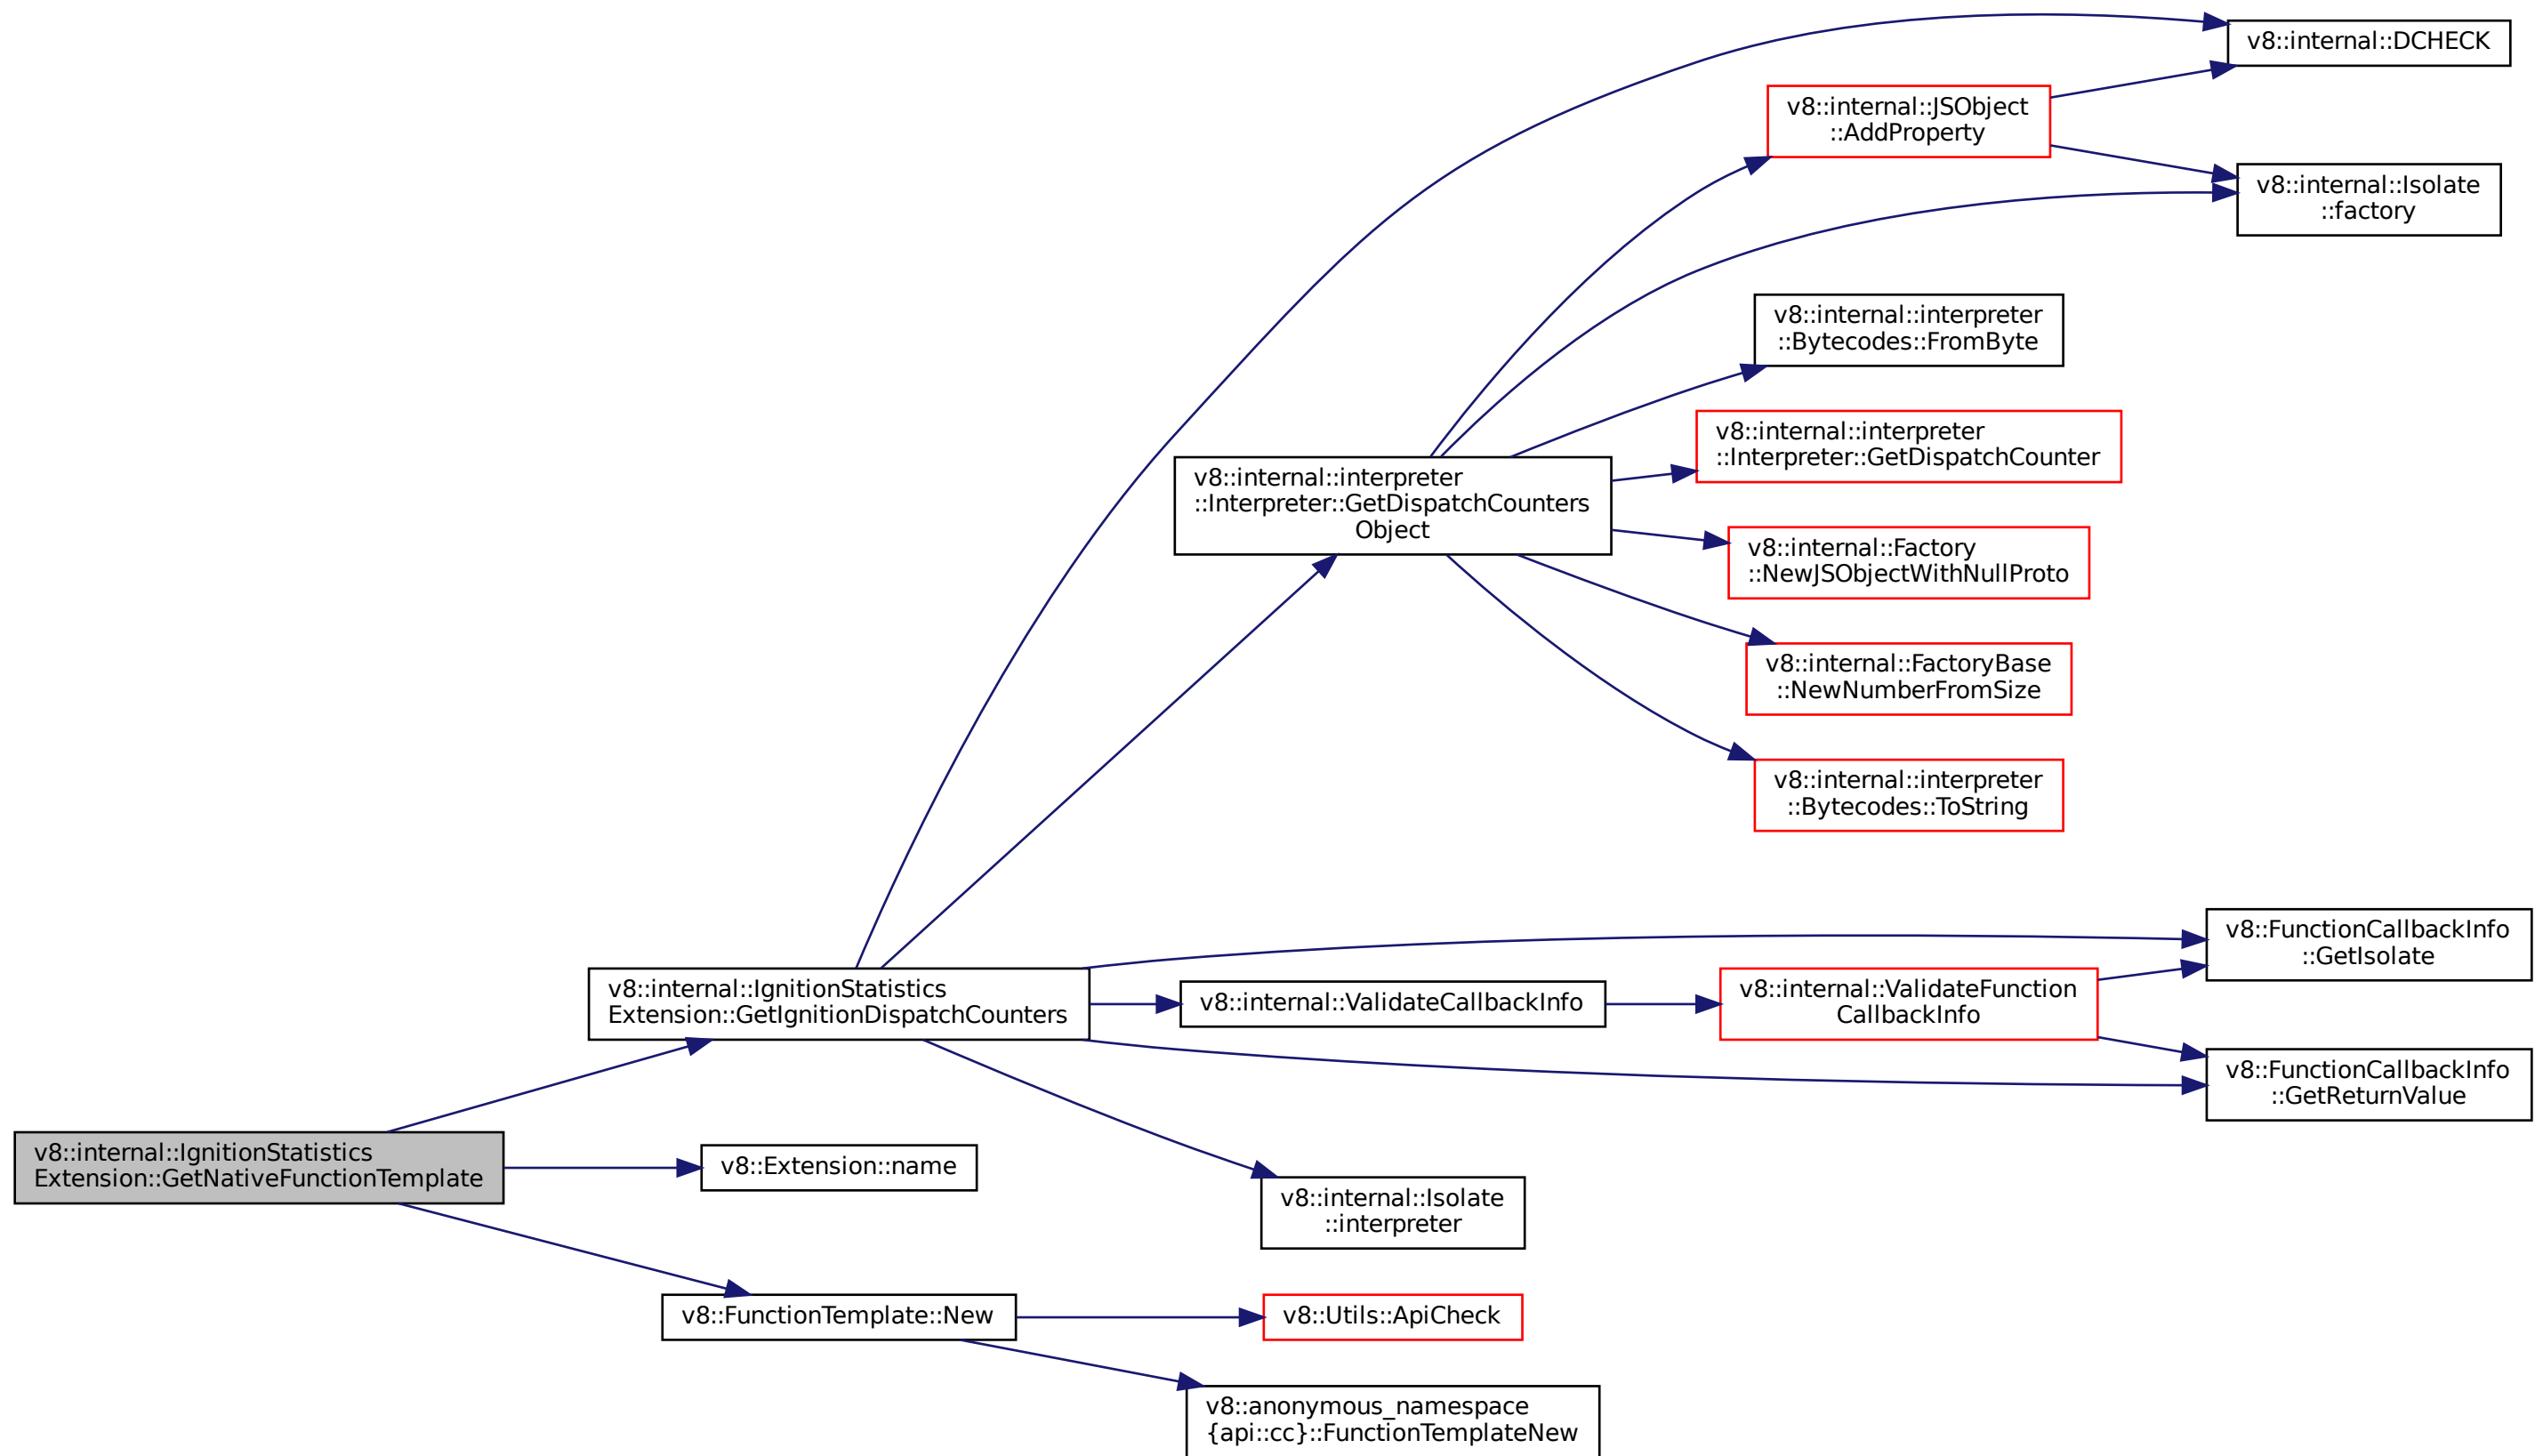 v8::internal::DCHECK
v8::internal::JSObject
::AddProperty
v8::internal::Isolate
::factory
v8::internal::interpreter
::Bytecodes::FromByte
v8::internal::interpreter
::Interpreter::GetDispatchCounter
v8::internal::interpreter
::Interpreter::GetDispatchCounters
Object
v8::internal::Factory
::NewJSObjectWithNullProto
v8::internal::FactoryBase
::NewNumberFromSize
v8::internal::interpreter
::Bytecodes::ToString
v8::FunctionCallbackInfo
::GetIsolate
v8::internal::IgnitionStatistics
Extension::GetIgnitionDispatchCounters
v8::internal::ValidateCallbackInfo
v8::internal::ValidateFunction
CallbackInfo
v8::FunctionCallbackInfo
::GetReturnValue
v8::internal::IgnitionStatistics
Extension::GetNativeFunctionTemplate
v8::Extension::name
v8::internal::Isolate
::interpreter
v8::FunctionTemplate::New
v8::Utils::ApiCheck
v8::anonymous_namespace
{api::cc}::FunctionTemplateNew